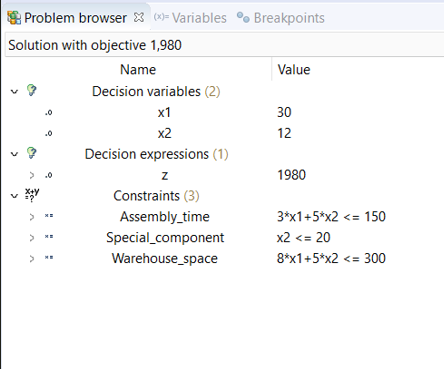 Problem browser (x)= Variables Breakpoints
Solution with objective 1,980
Name Value
Decision variables (2)
x1 30
x2 12
Decision expressions (1)
z 1980
Constraints (3)
Assembly_time 3*x1+5*x2 <= 150
Special_component x2 <= 20
Warehouse_space 8*x1+5*x2 <= 300